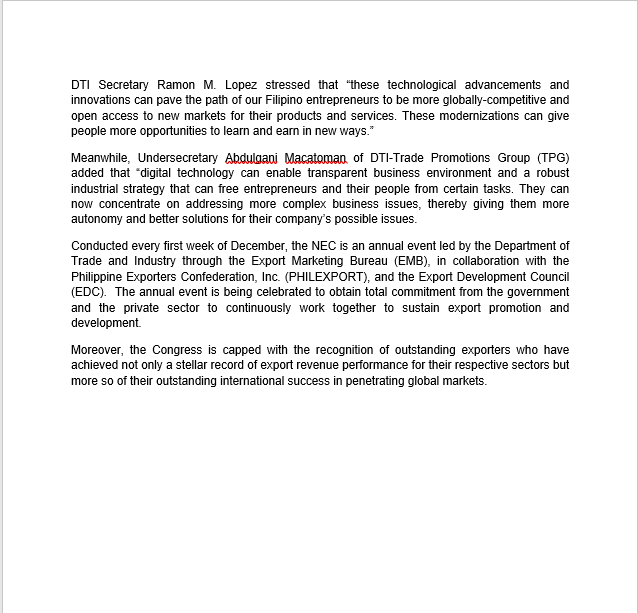 DTI Secretary Ramon M. Lopez stressed that “these technological advancements and
innovations can pave the path of our Filipino entrepreneurs to be more globally-competitive and
open access to new markets for their products and services. These modernizations can give
people more opportunities to learn and earn in new ways.”
Meanwhile, Undersecretary Abdulgani Macatoman of DTI-Trade Promotions Group (TPG)
added that “digital technology can enable transparent business environment and a robust
industrial strategy that can free entrepreneurs and their people from certain tasks. They can
now concentrate on addressing more complex business issues, thereby giving them more
autonomy and better solutions for their company’s possible issues.
Conducted every first week of December, the NEC is an annual event led by the Department of
Trade and Industry through the Export Marketing Bureau (EMB), in collaboration with the
Philippine Exporters Confederation, Inc. (PHILEXPORT), and the Export Development Council
(EDC).  The annual event is being celebrated to obtain total commitment from the government
and the private sector to continuously work together to sustain export promotion and
development.
Moreover, the Congress is capped with the recognition of outstanding exporters who have
achieved not only a stellar record of export revenue performance for their respective sectors but
more so of their outstanding international success in penetrating global markets.